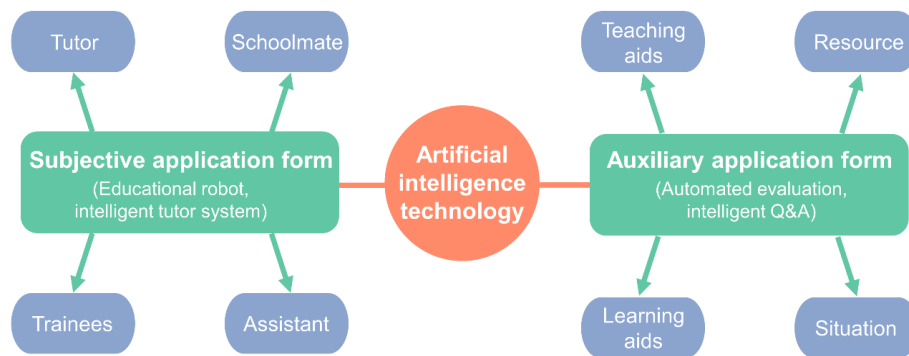 Tutor
Schoolmate
Teaching
aids
Resource
Subjective application form
(Educational robot,
intelligent tutor system)
Artificial
intelligence
technology
Auxiliary application form
(Automated evaluation,
intelligent Q&A)
Trainees
Assistant
Learning
aids
Situation